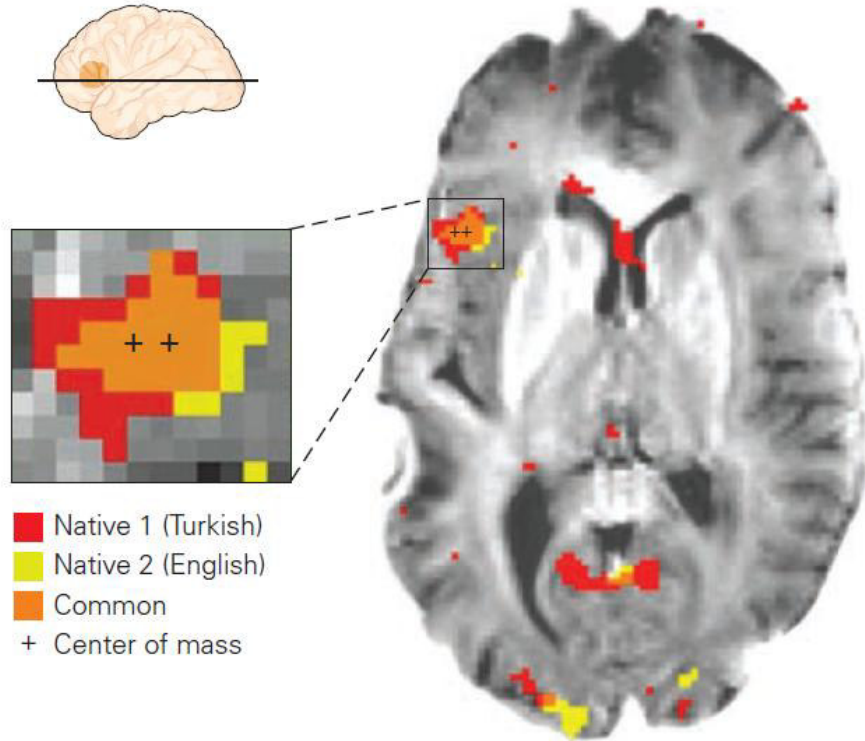 Native 1 (Turkish)
Native 2 (English)
Common
+ Center of mass